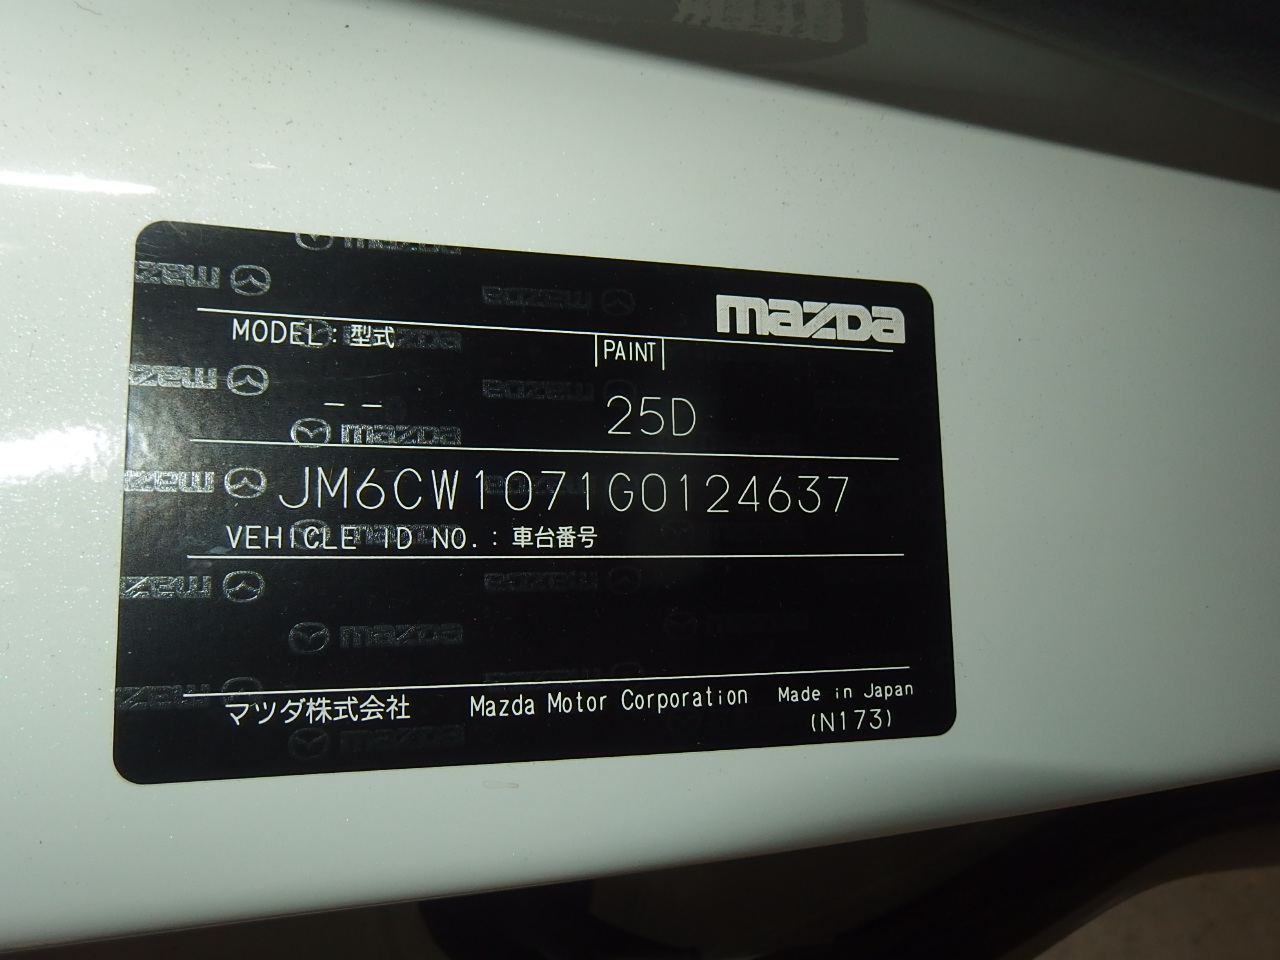 mazda
MODEL : 型式
PAINT
-- 25D
JM6CW1071G0124637
VEHICLE ID NO. : 車台番号
マツダ株式会社 Mazda Motor Corporation Made in Japan
(N173)